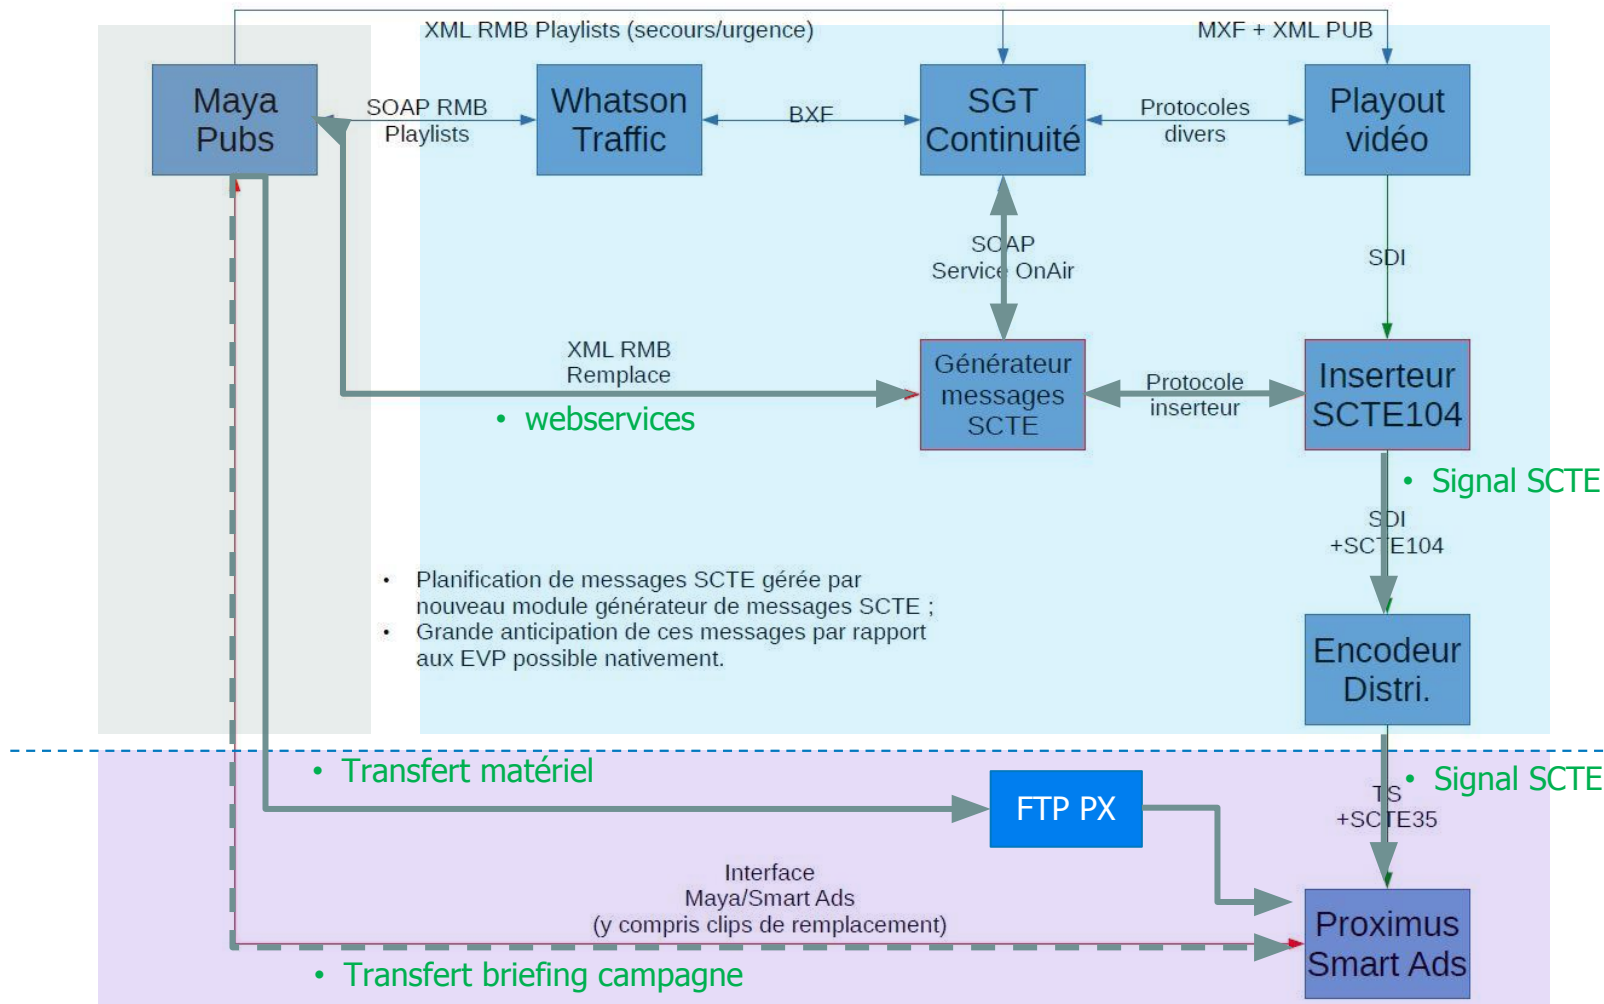 XML RMB Playlists (secours/urgence)
MXF + XML PUB
Maya
Pubs
SOAP RMB
Playlists
Whatson
Traffic
BXF
SGT
Continuité
Protocoles
divers
Playout
vidéo
SOAP
Service OnAir
SDI
XML RMB
Remplace
• webservices
Générateur
messages
SCTE
Protocole
inserteur
Inserteur
SCTE104
• Signal SCTE
SDI
+SCTE104
• Planification de messages SCTE gérée par
nouveau module générateur de messages SCTE ;
• Grande anticipation de ces messages par rapport
aux EVP possible nativement.
Encodeur
Distri.
• Transfert matériel
• Signal SCTE
FTP PX
TS
+SCTE35
Interface
Maya/Smart Ads
(y compris clips de remplacement)
Proximus
Smart Ads
• Transfert briefing campagne